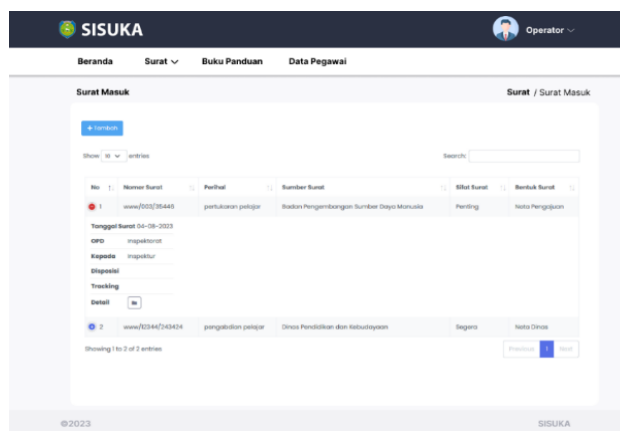 SISUKA
Operator
Beranda Surat Buku Panduan Data Pegawai
Surat Masuk Surat / Surat Masuk
+ Tambah
Show 10 entries Search:
No Nomor Surat Perihal Sumber Surat Sifat Surat Bentuk Surat
1 www/003/35445 pertukaran pelajar Badan Pengembangan Sumber Daya Manusia Penting Nota Pengajuan
Tanggal Surat 04-08-2023
OPD Inspektorat
Kepada Inspektur
Disposisi
Tracking
Detail
2 www/12344/243424 pengabdian pelajar Dinas Pendidikan dan Kebudayaan Segera Nota Dinas
Showing 1 to 2 of 2 entries Previous 1 Next
©2023 SISUKA